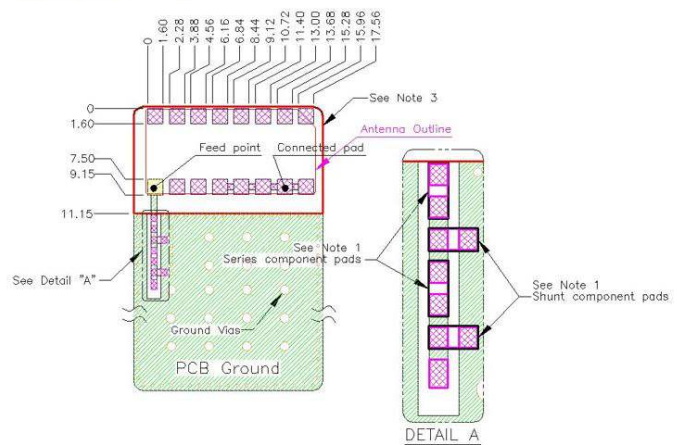 0
1.60
2.28
3.88
4.56
6.16
6.84
8.44
9.12
10.72
11.40
13.00
13.68
15.28
15.96
17.56
0
1.60
7.50
9.15
11.15
See Note 3
Antenna Outline
Feed point
Connected pad
See Detail "A"
See Note 1
Series component pads
See Note 1
Shunt component pads
Ground Vias
PCB Ground
DETAIL A